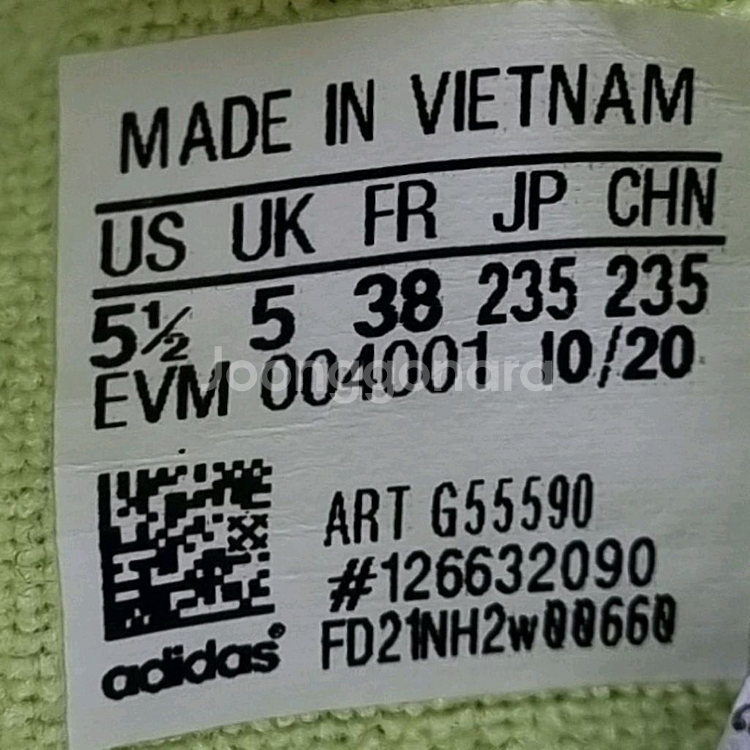 MADE IN VIETNAM
US UK FR JP CHN
5½ 5 38 235 235
EVM 004001 10/20
Joonggonara
ART G55590
#126632090
FD21NH2w00660
adidas®